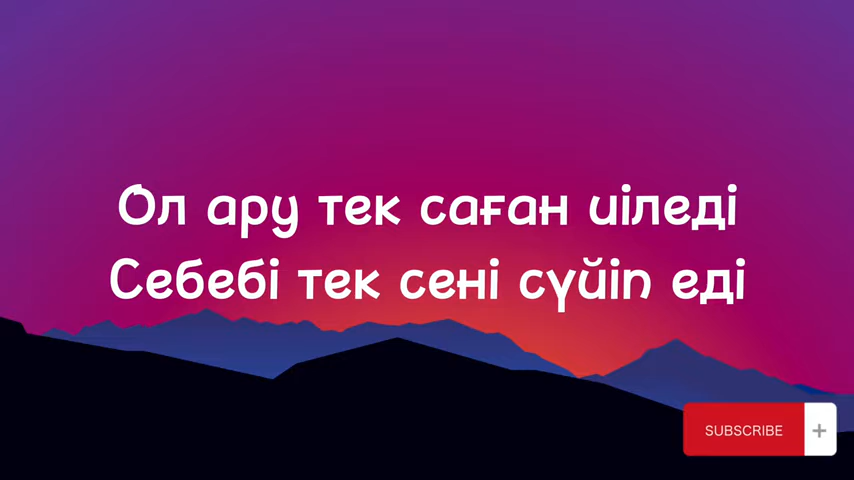 Ол ару тек саған иіледі
Себебі тек сені сүйіп еді
SUBSCRIBE +